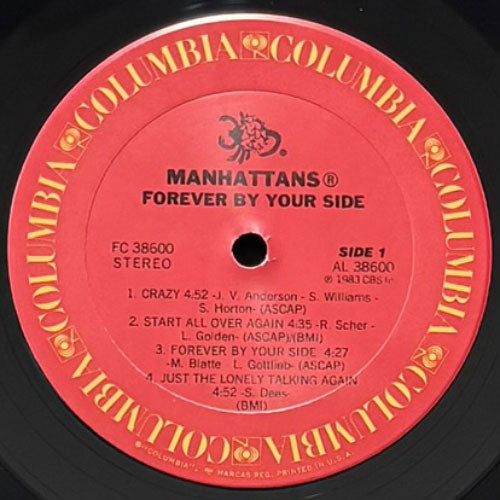 COLUMBIA COLUMBIA COLUMBIA COLUMBIA COLUMBIA COLUMBIA
MANHATTANS®
FOREVER BY YOUR SIDE
FC 38600
STEREO
SIDE 1
AL 38600
℗ 1983 CBS Inc
1. CRAZY 4:52 -J. V. Anderson - S. Williams -
S. Horton- (ASCAP)
2. START ALL OVER AGAIN 4:35 -R. Scher -
L. Golden- (ASCAP)/(BMI)
3. FOREVER BY YOUR SIDE 4:27
-M. Blatte - L. Gottlieb- (ASCAP)
4. JUST THE LONELY TALKING AGAIN
4:52 -S. Dees-
(BMI)
"COLUMBIA", MARCAS REG. PRINTED IN U.S.A.